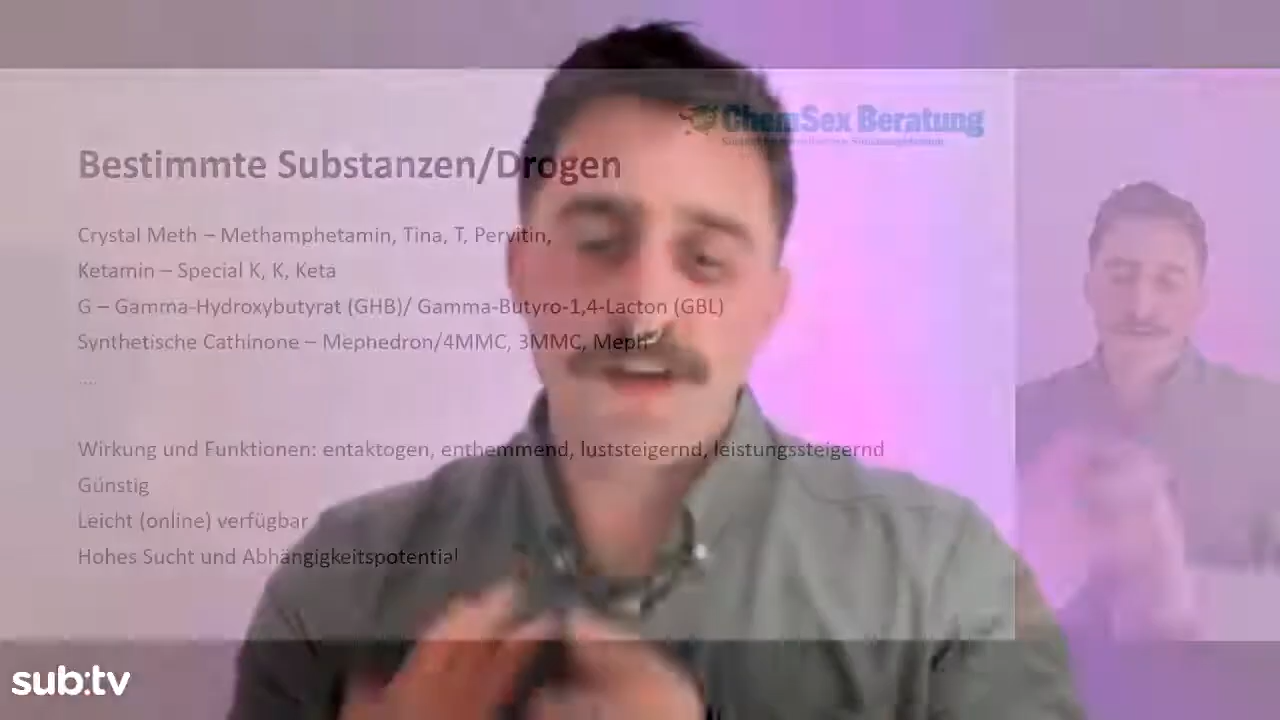 ChemSex Beratung
Bestimmte Substanzen/Drogen
Crystal Meth – Methamphetamin, Tina, T, Pervitin,
Ketamin – Special K, K, Keta
G – Gamma-Hydroxybutyrat (GHB)/ Gamma-Butyro-1,4-Lacton (GBL)
Synthetische Cathinone – Mephedron/4MMC, 3MMC, Meph
....
Wirkung und Funktionen: entaktogen, enthemmend, luststeigernd, leistungssteigernd
Günstig
Leicht (online) verfügbar
Hohes Sucht und Abhängigkeitspotential
sub:tv